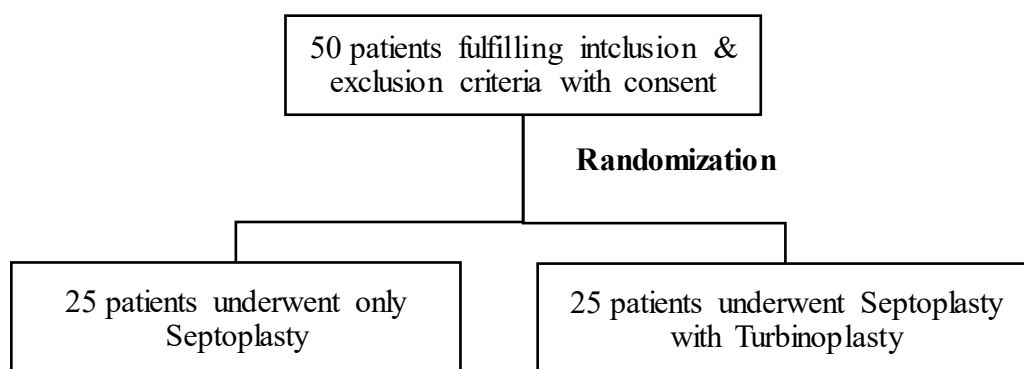 50 patients fulfilling intclusion &
exclusion criteria with consent
Randomization
25 patients underwent only
Septoplasty
25 patients underwent Septoplasty
with Turbinoplasty